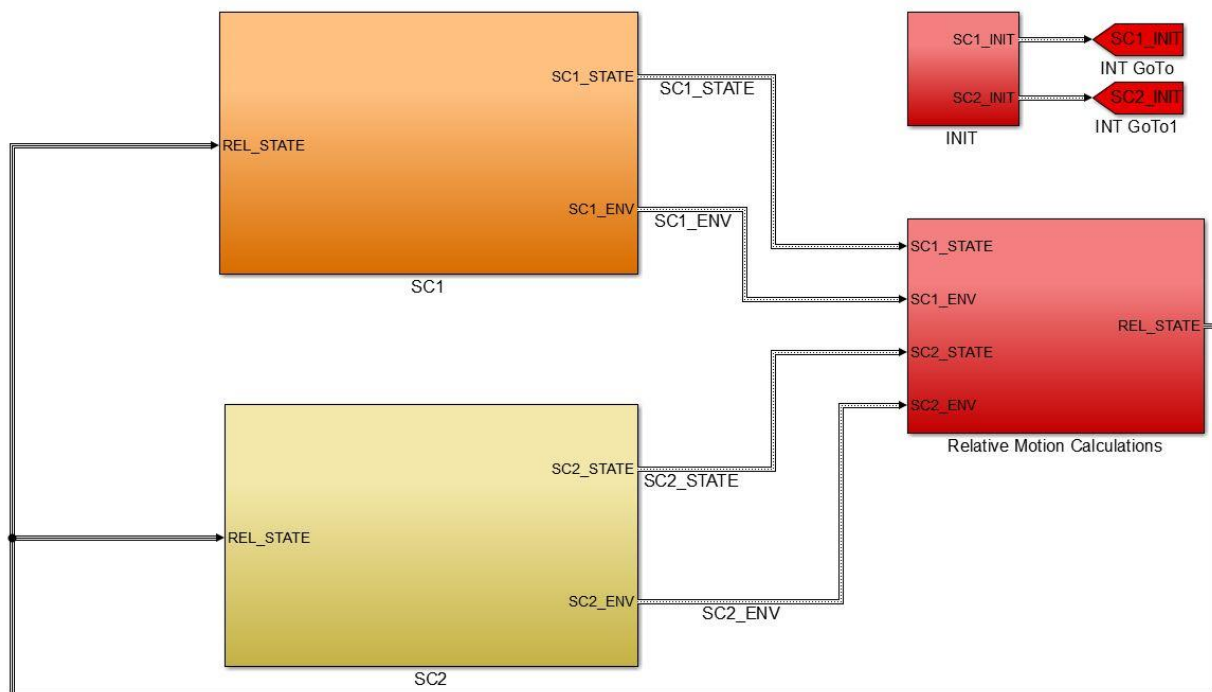 SC1_STATE
SC1_STATE
REL_STATE
SC1_ENV
SC1_ENV
SC1
SC1_INIT
SC1_INIT
INT GoTo
SC2_INIT
SC2_INIT
INT GoTo1
INIT
SC1_STATE
SC1_ENV
REL_STATE
SC2_STATE
SC2_ENV
Relative Motion Calculations
SC2_STATE
SC2_STATE
REL_STATE
SC2_ENV
SC2_ENV
SC2